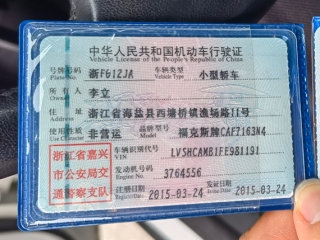 中华人民共和国机动车行驶证
Vehicle License of the People's Republic of China
号牌号码 浙FG12JA 车辆类型 小型轿车
Plate No. Vehicle Type
所有人 李立
Owner
住址 浙江省海盐县西塘桥镇渔场路11号
Address
使用性质 非营运 品牌型号 福克斯牌CAF7163N4
Use Character Model
浙江省嘉兴 车辆识别代号 LVSHCAMB1FE981191
VIN
市公安局交 发动机号码 3764556
Engine No.
通警察支队 注册日期 2015-03-24 发证日期 2015-03-24
Register Date Issue Date